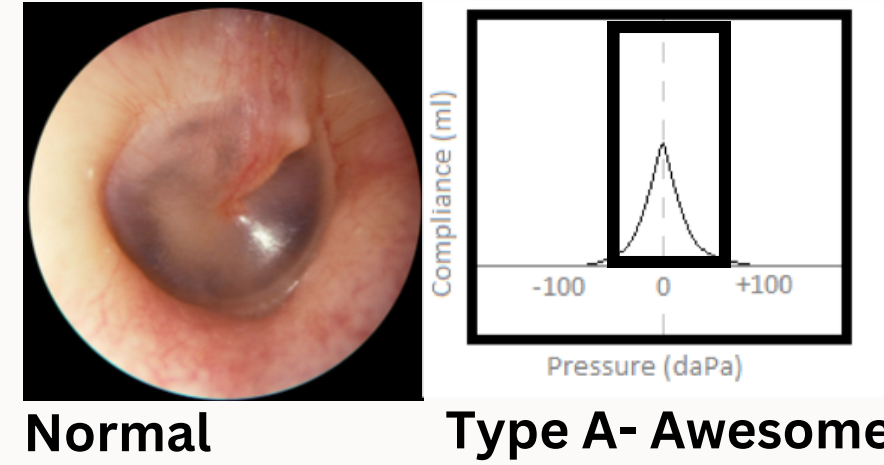 Compliance (ml)
-100 0 +100
Pressure (daPa)
Normal
Type A- Awesome